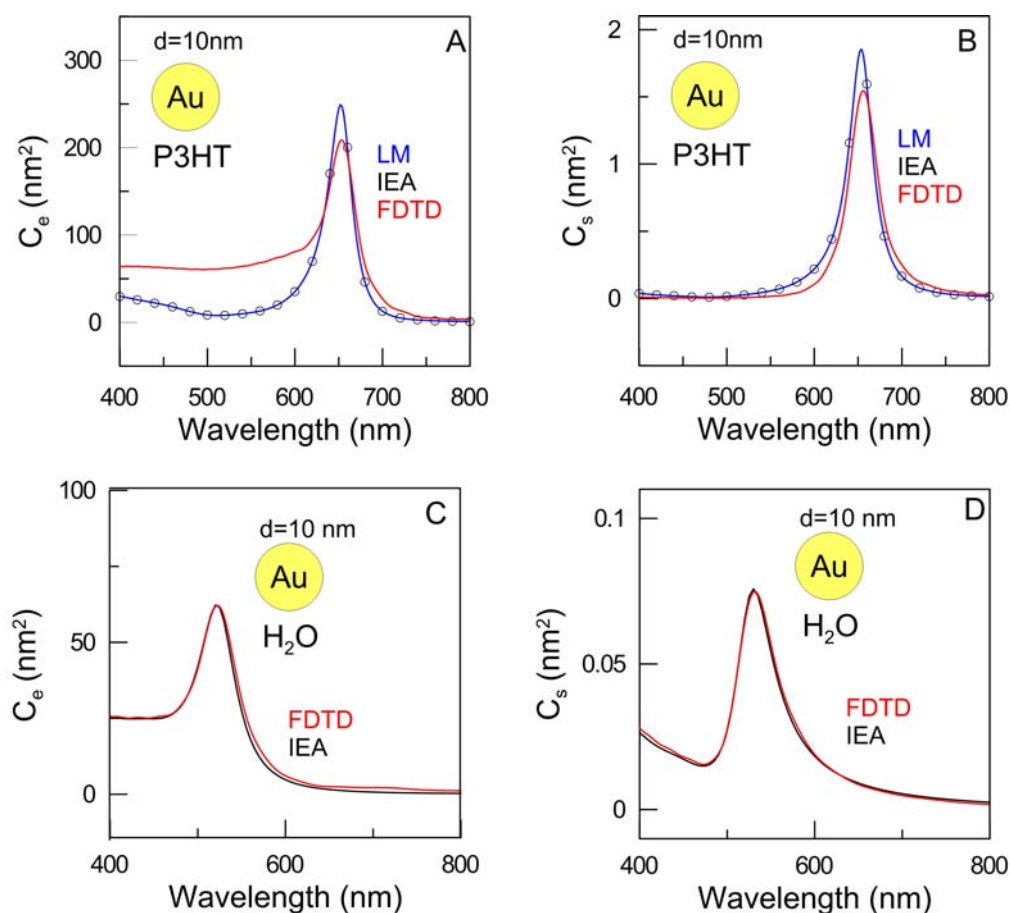 A
d=10nm
Au
P3HT
LM
IEA
FDTD
300
200
100
0
C_e (nm²)
400 500 600 700 800
Wavelength (nm)
B
d=10nm
Au
P3HT
LM
IEA
FDTD
2
1
0
C_s (nm²)
400 500 600 700 800
Wavelength (nm)
C
d=10 nm
Au
H₂O
FDTD
IEA
100
50
0
C_e (nm²)
400 600 800
Wavelength (nm)
D
d=10 nm
Au
H₂O
FDTD
IEA
0.1
0.05
0
C_s (nm²)
400 500 600 700 800
Wavelength (nm)